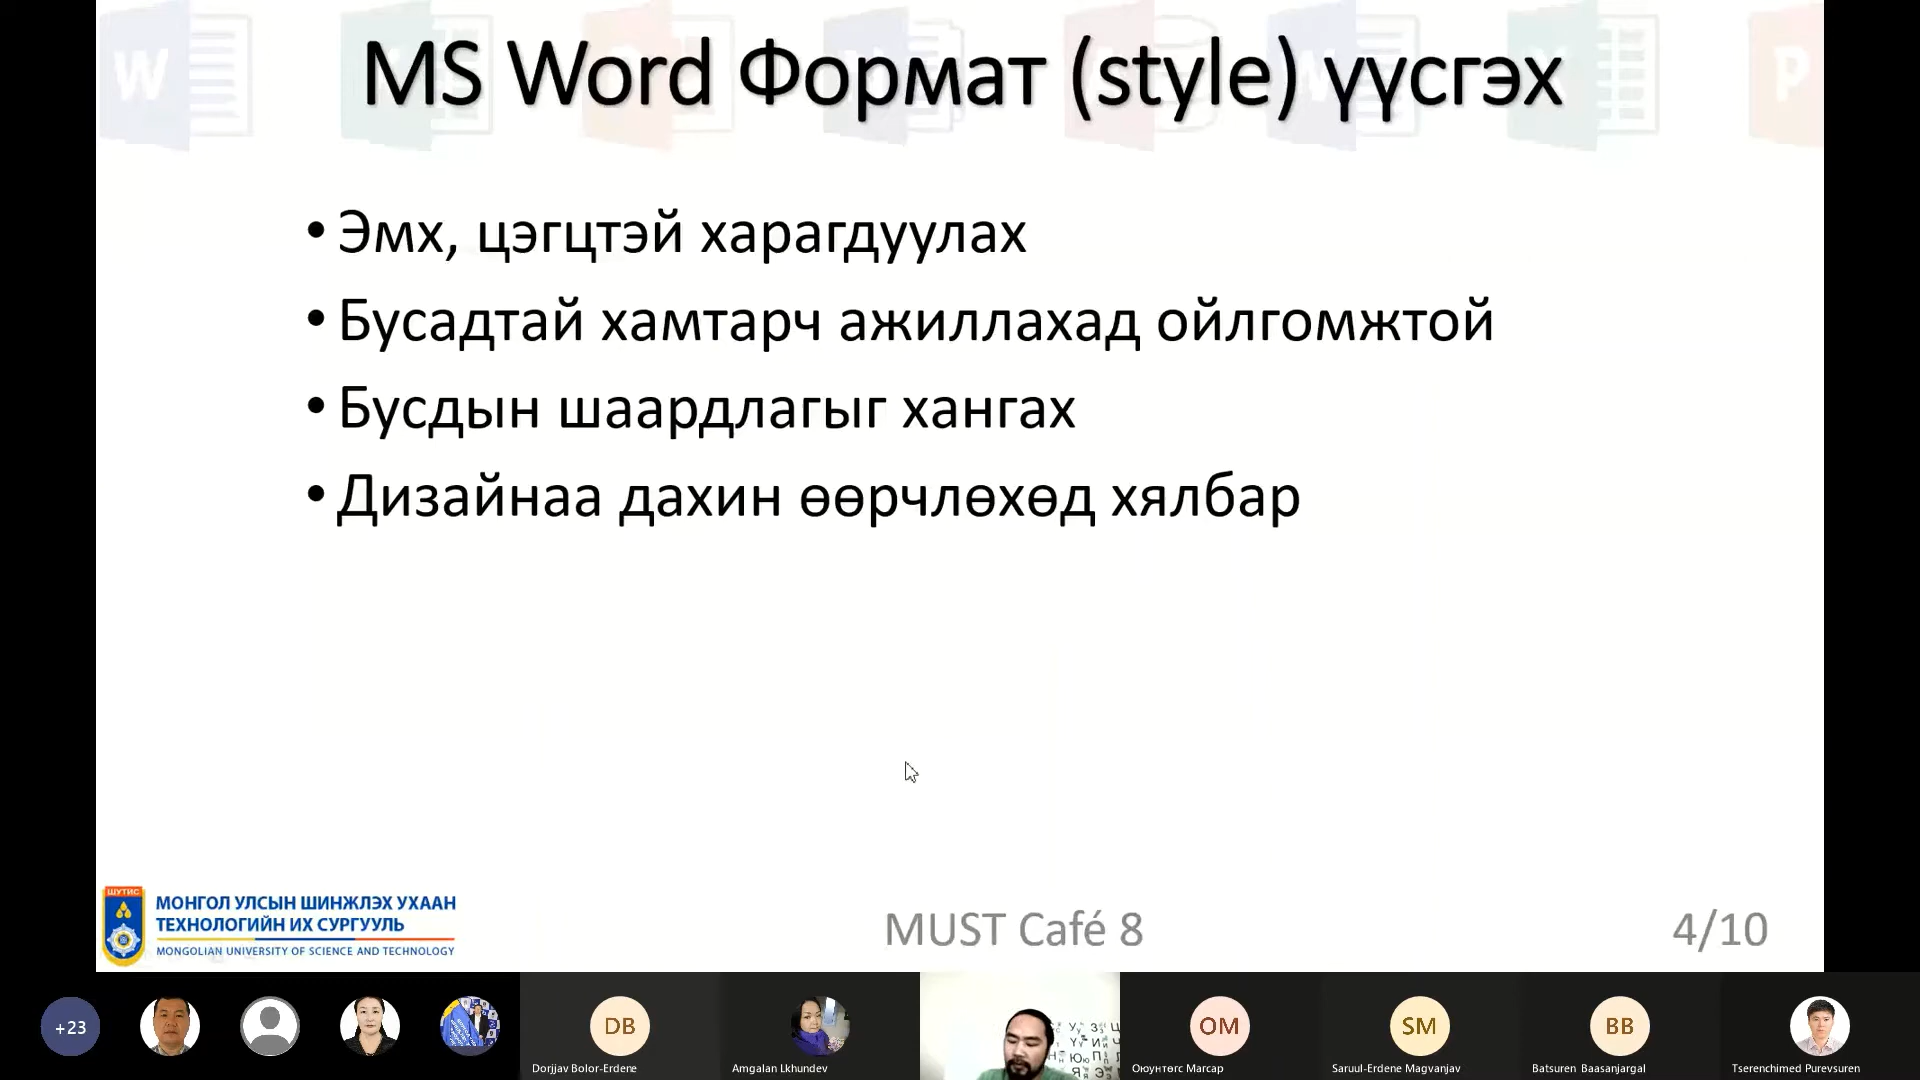 MS Word Формат (style) үүсгэх
• Эмх, цэгцтэй харагдуулах
• Бусадтай хамтарч ажиллахад ойлгомжтой
• Бусдын шаардлагыг хангах
• Дизайнаа дахин өөрчлөхөд хялбар
ШУТИС
МОНГОЛ УЛСЫН ШИНЖЛЭХ УХААН
ТЕХНОЛОГИЙН ИХ СУРГУУЛЬ
MONGOLIAN UNIVERSITY OF SCIENCE AND TECHNOLOGY
MUST Café 8
4/10
+23
DB
OM
SM
BB
Dorjjav Bolor-Erdene
Amgalan Lkhundev
Оюунтөгс Марсар
Saruul-Erdene Magvanjav
Batsuren Baasanjargal
Tserenchimed Purevsuren